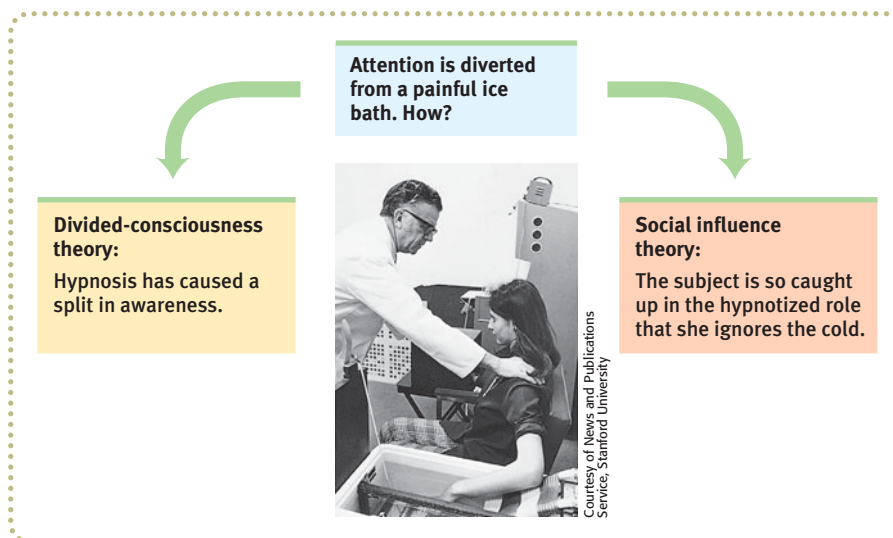 Attention is diverted
from a painful ice
bath. How?
Divided-consciousness
theory:
Hypnosis has caused a
split in awareness.
Social influence
theory:
The subject is so caught
up in the hypnotized role
that she ignores the cold.
Courtesy of News and Publications
Service, Stanford University